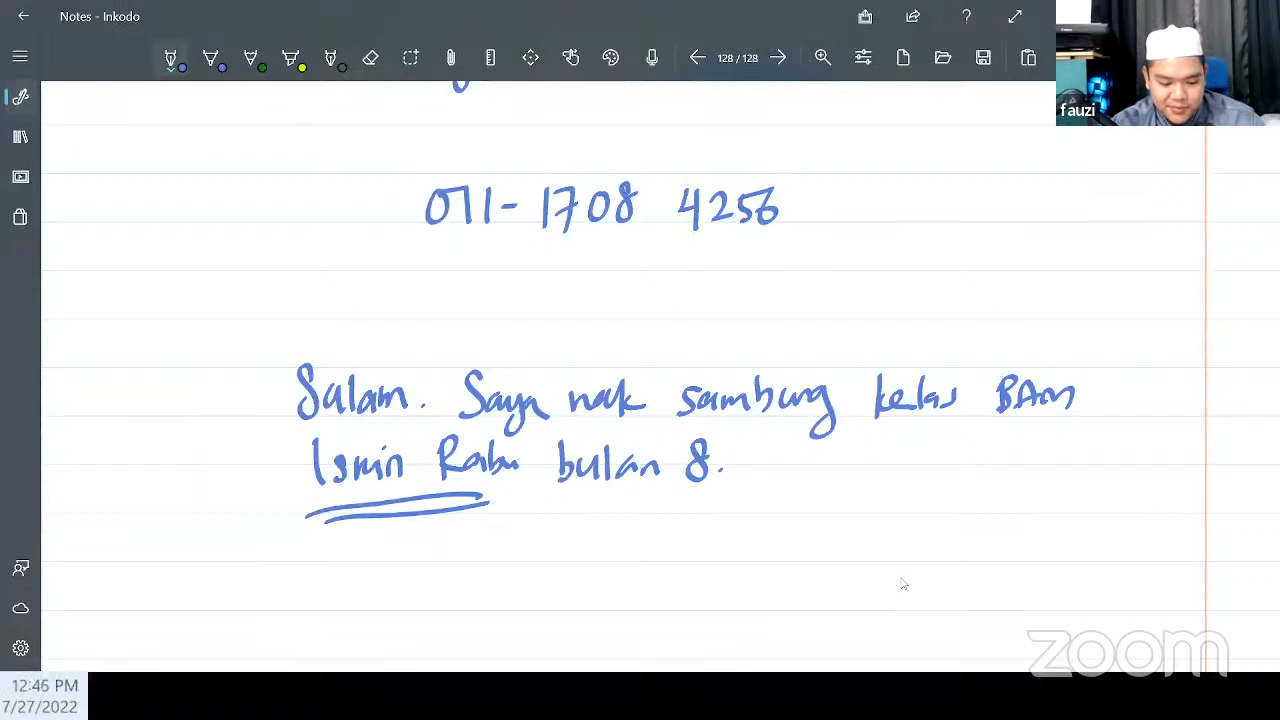 Notes - Inkodo
128 / 128
fauzi
011- 1708 4256
Salam. Saya nak sambung kelas BAM
Isnin Rabu bulan 8.
zoom
12:46 PM
7/27/2022